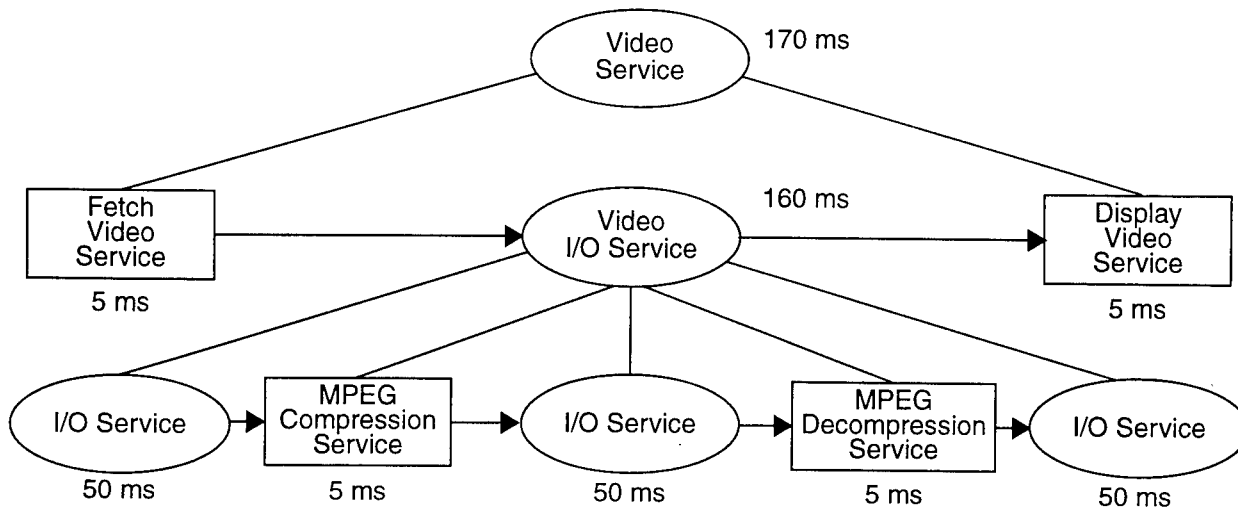 Video
Service
170 ms
Fetch
Video
Service
5 ms
Video
I/O Service
160 ms
Display
Video
Service
5 ms
I/O Service
50 ms
MPEG
Compression
Service
5 ms
I/O Service
50 ms
MPEG
Decompression
Service
5 ms
I/O Service
50 ms